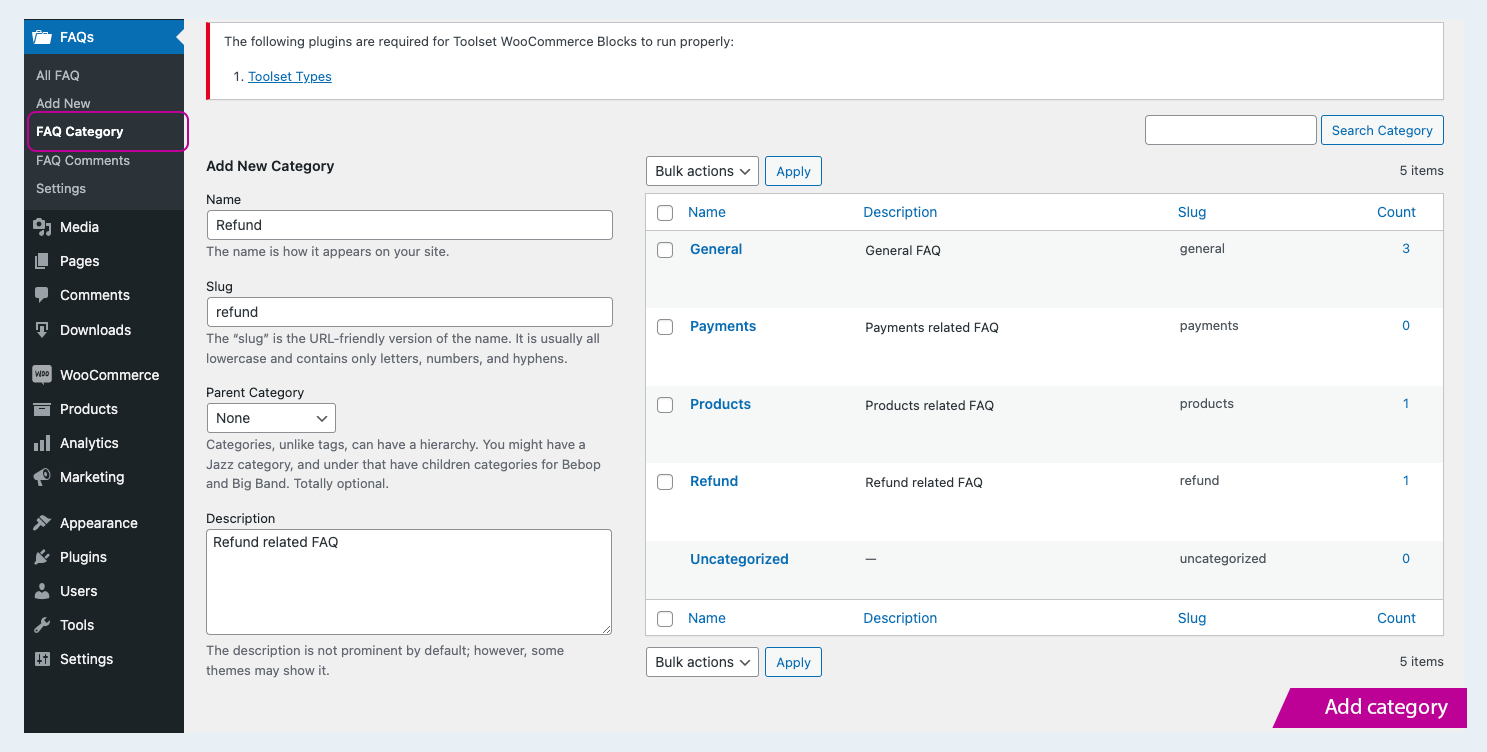 FAQs
All FAQ
Add New
FAQ Category
FAQ Comments
Settings
Media
Pages
Comments
Downloads
WOO
WooCommerce
Products
Analytics
Marketing
Appearance
Plugins
Users
Tools
Settings
The following plugins are required for Toolset WooCommerce Blocks to run properly:
1. Toolset Types
Search Category
Add New Category
Name
Refund
The name is how it appears on your site.
Slug
refund
The “slug” is the URL-friendly version of the name. It is usually all
lowercase and contains only letters, numbers, and hyphens.
Parent Category
None
Categories, unlike tags, can have a hierarchy. You might have a
Jazz category, and under that have children categories for Bebop
and Big Band. Totally optional.
Description
Refund related FAQ
The description is not prominent by default; however, some
themes may show it.
Bulk actions Apply 5 items
Name Description Slug Count
General General FAQ general 3
Payments Payments related FAQ payments 0
Products Products related FAQ products 1
Refund Refund related FAQ refund 1
Uncategorized — uncategorized 0
Name Description Slug Count
Bulk actions Apply 5 items
Add category